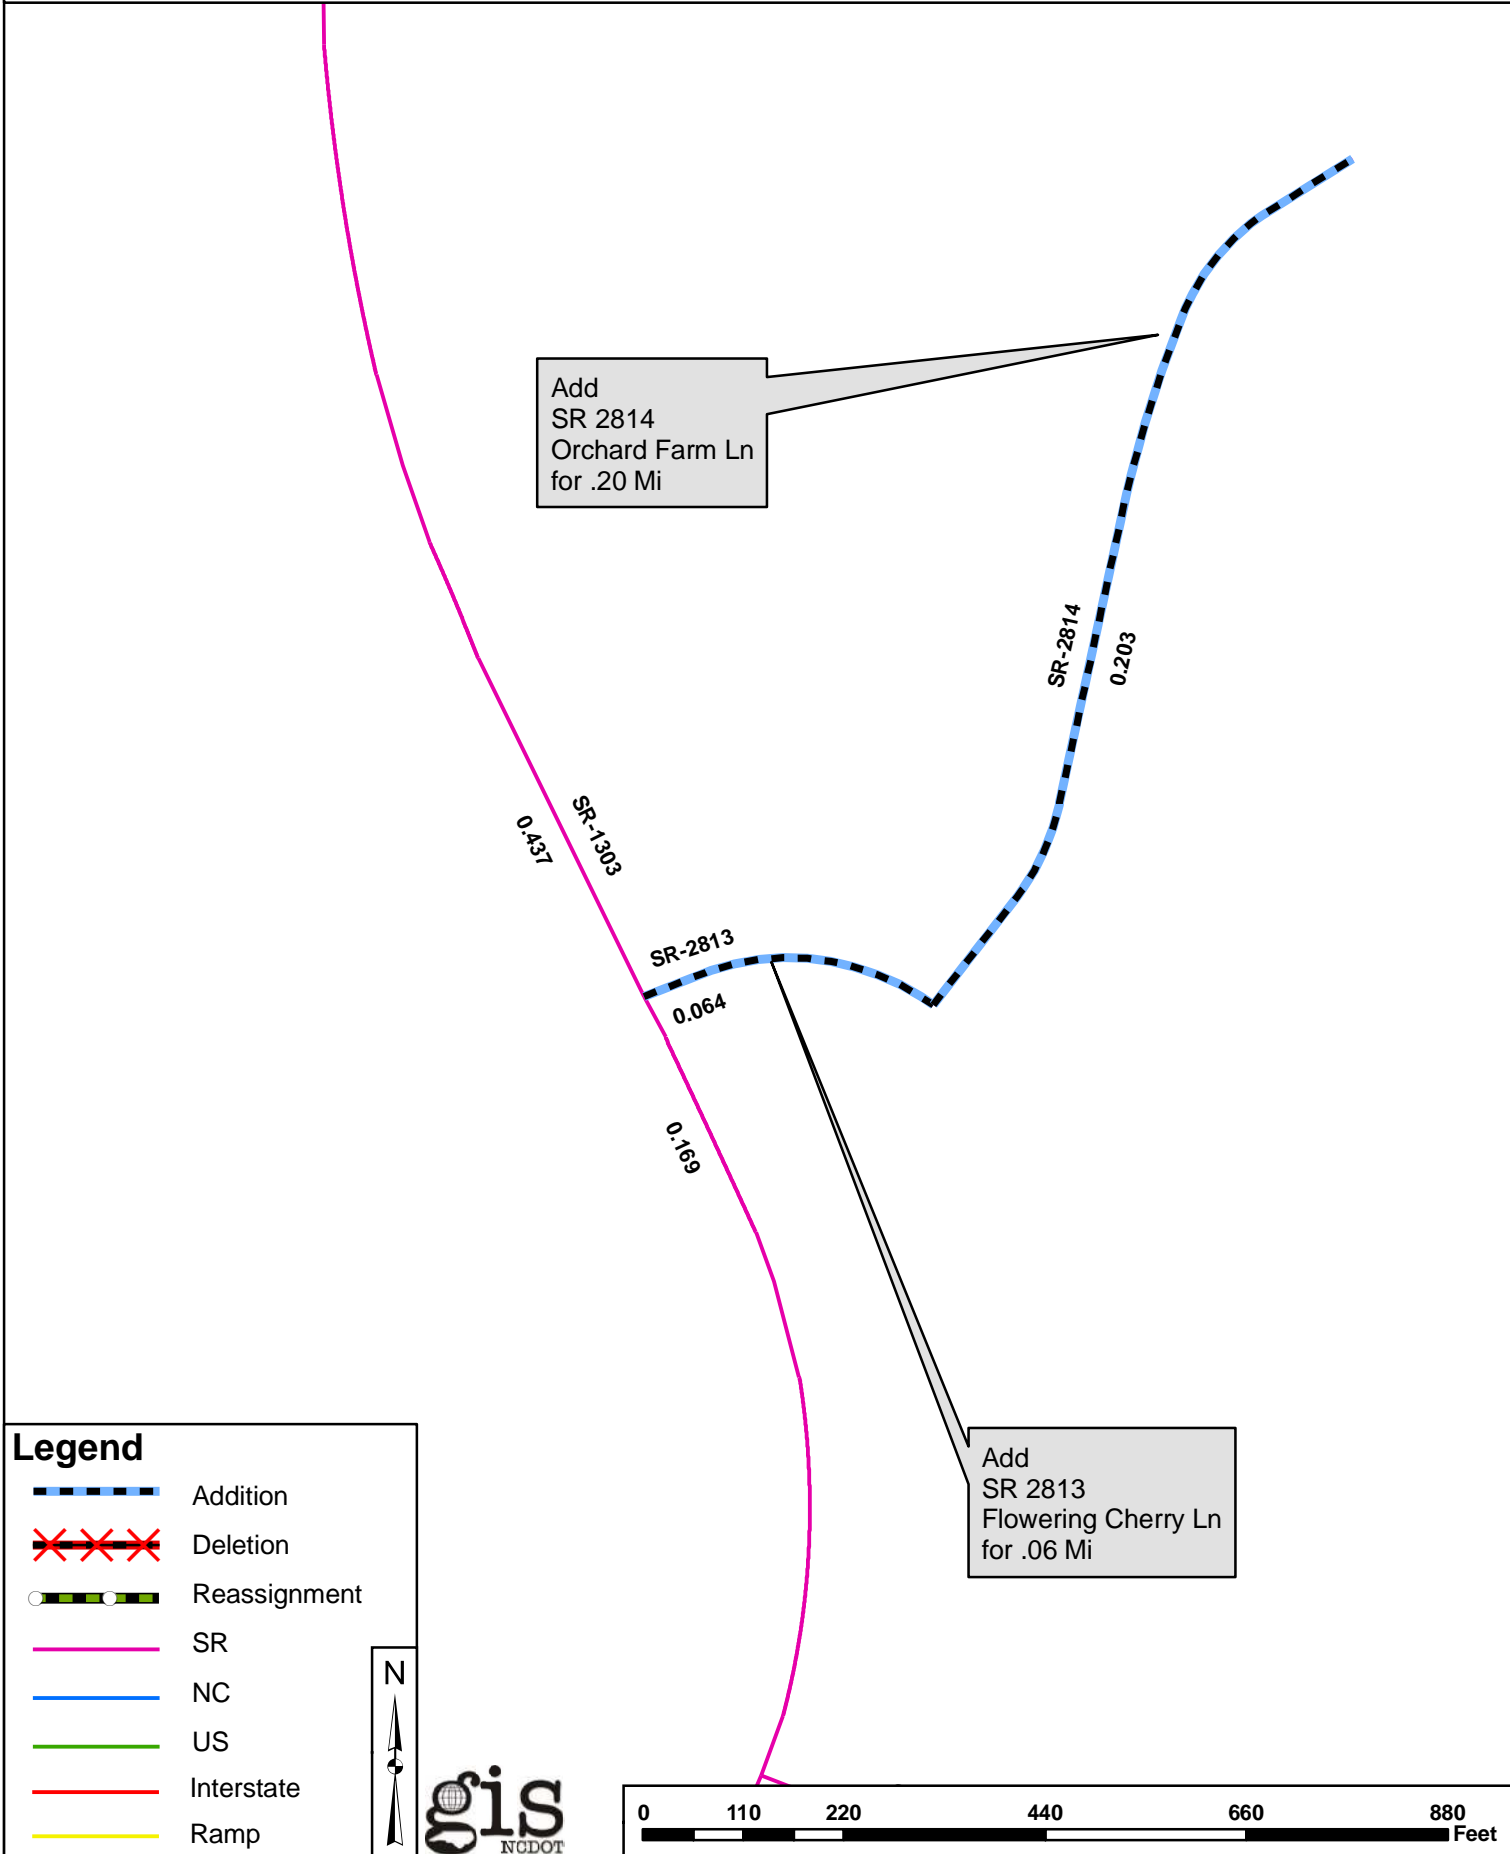 Add
SR 2814
Orchard Farm Ln
for .20 Mi
SR-2814
0.203
SR-1303
0.437
SR-2813
0.064
0.169
Add
SR 2813
Flowering Cherry Ln
for .06 Mi
Legend
Addition
Deletion
Reassignment
SR
NC
US
Interstate
Ramp
N
gis
NCDOT
0 110 220 440 660 880
Feet